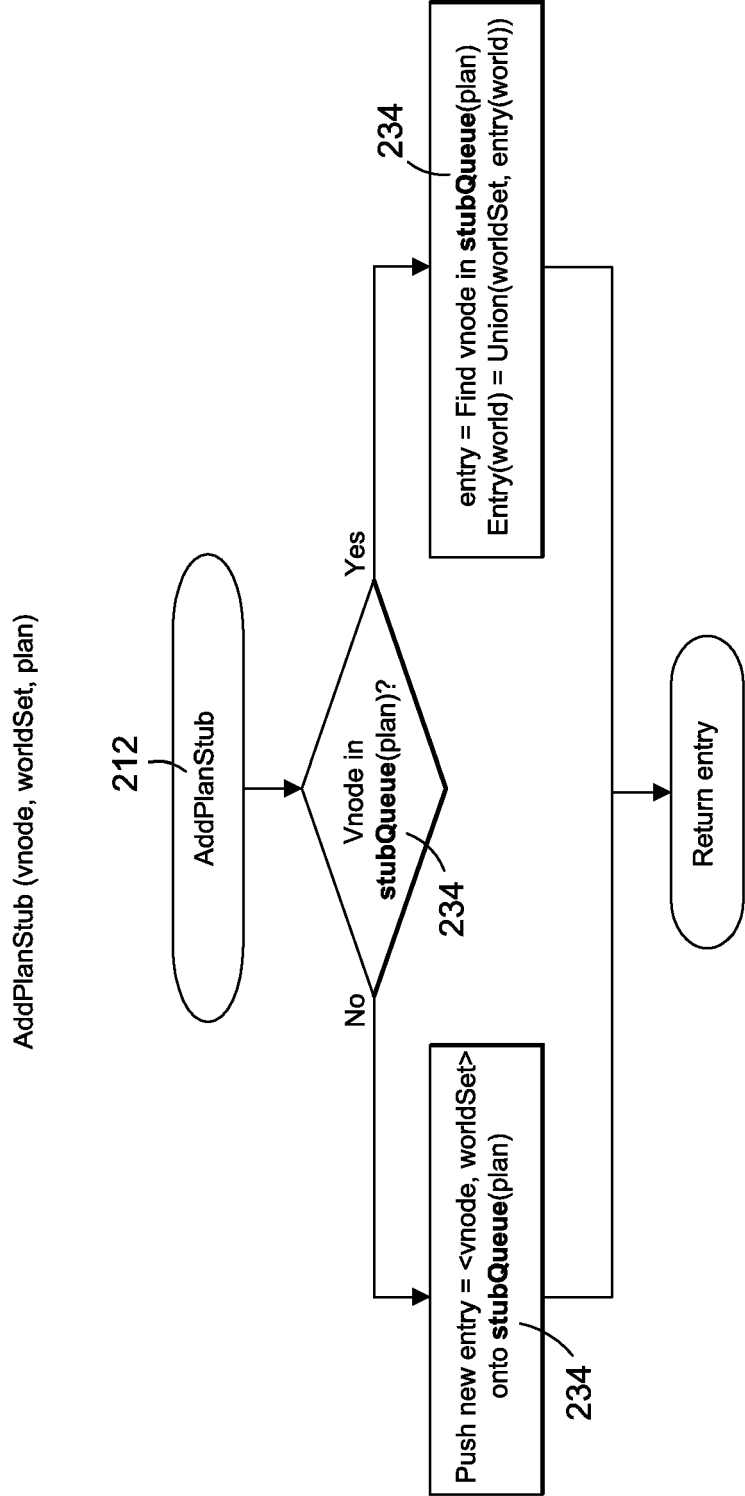 AddPlanStub (vnode, worldSet, plan)
212
AddPlanStub
Vnode in
stubQueue(plan)?
234
No
Yes
Push new entry = <vnode, worldSet>
onto stubQueue(plan)
234
234
entry = Find vnode in stubQueue(plan)
Entry(world) = Union(worldSet, entry(world))
Return entry